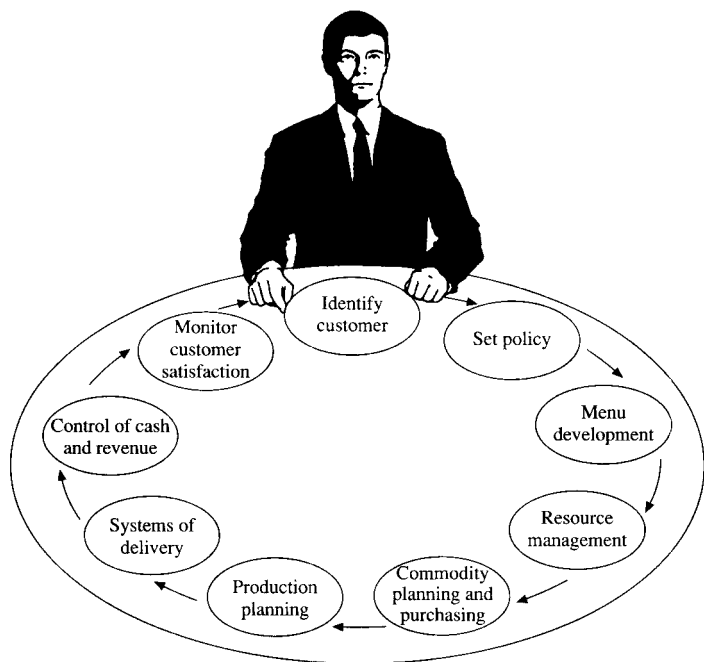 Identify
customer
Set policy
Menu
development
Resource
management
Commodity
planning and
purchasing
Production
planning
Systems of
delivery
Control of cash
and revenue
Monitor
customer
satisfaction